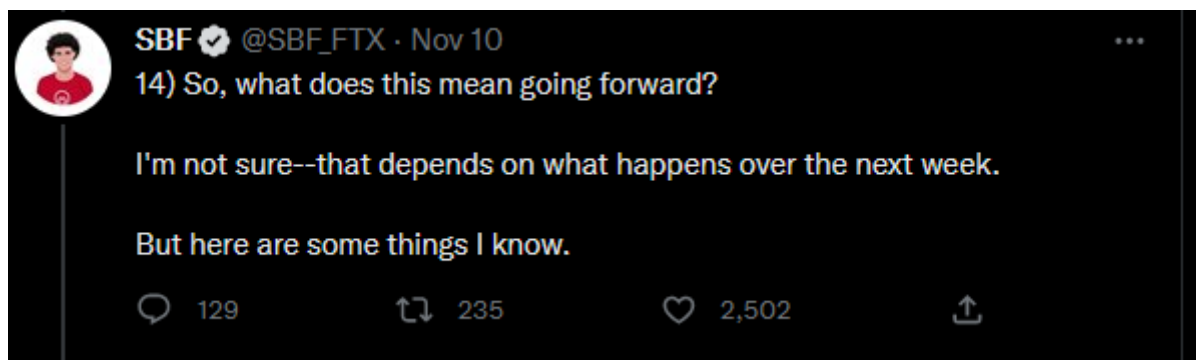 SBF @SBF_FTX · Nov 10
14) So, what does this mean going forward?
I'm not sure--that depends on what happens over the next week.
But here are some things I know.
129 235 2,502